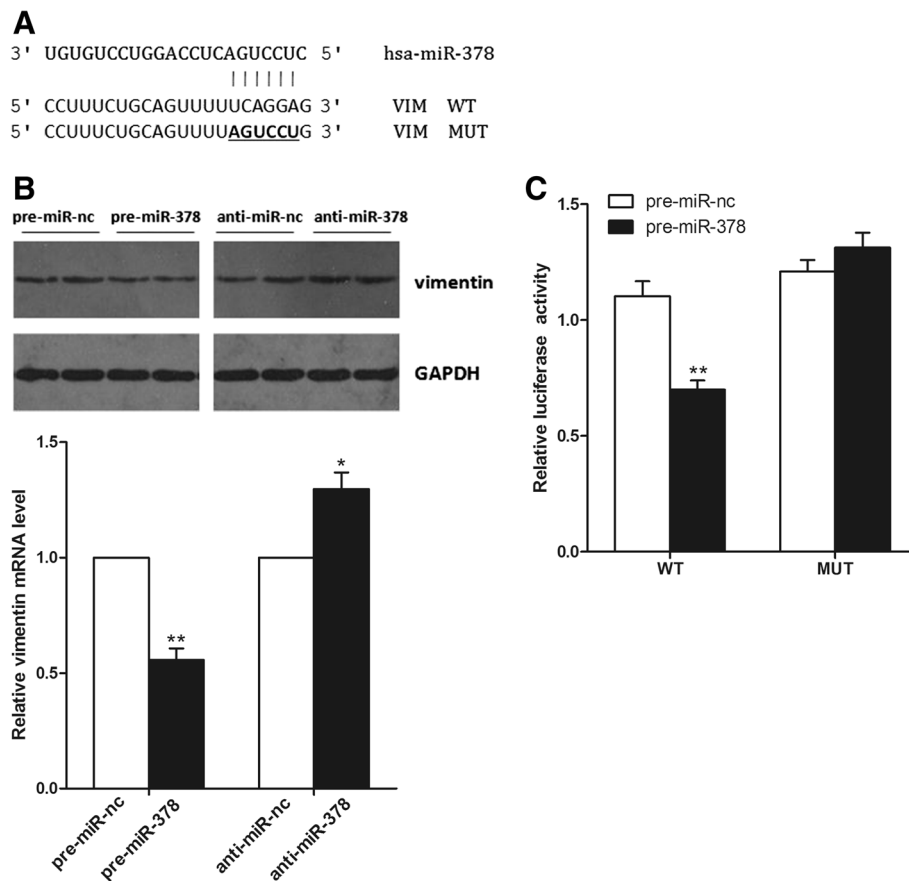 A
3' UGUGUCCUGGACCUCAGUCCUC 5' hsa-miR-378
5' CCUUUCUGCAGUUUUUCAGGAG 3' VIM WT
5' CCUUUCUGCAGUUUUAGUCCUG 3' VIM MUT
B
pre-miR-nc pre-miR-378 anti-miR-nc anti-miR-378
vimentin
GAPDH
Relative vimentin mRNA level
1.5
1.0
0.5
0.0
**
*
pre-miR-nc
pre-miR-378
anti-miR-nc
anti-miR-378
C
pre-miR-nc
pre-miR-378
Relative luciferase activity
1.5
1.0
0.5
0.0
**
WT
MUT